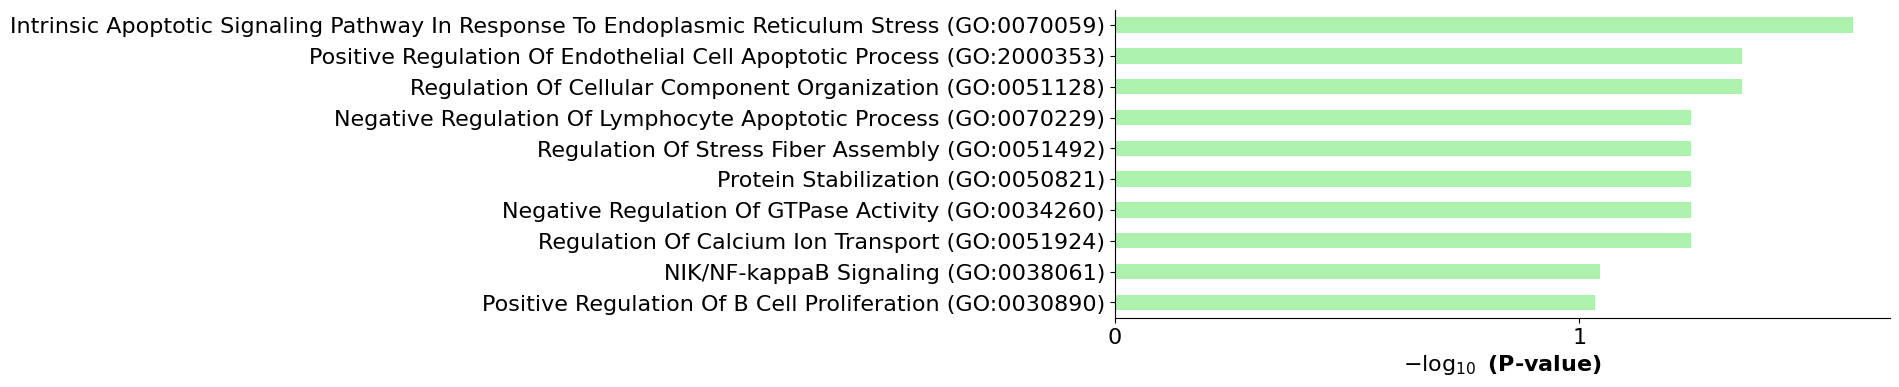 Intrinsic Apoptotic Signaling Pathway In Response To Endoplasmic Reticulum Stress (GO:0070059)
Positive Regulation Of Endothelial Cell Apoptotic Process (GO:2000353)
Regulation Of Cellular Component Organization (GO:0051128)
Negative Regulation Of Lymphocyte Apoptotic Process (GO:0070229)
Regulation Of Stress Fiber Assembly (GO:0051492)
Protein Stabilization (GO:0050821)
Negative Regulation Of GTPase Activity (GO:0034260)
Regulation Of Calcium Ion Transport (GO:0051924)
NIK/NF-kappaB Signaling (GO:0038061)
Positive Regulation Of B Cell Proliferation (GO:0030890)
0 1
−log₁₀ (P-value)